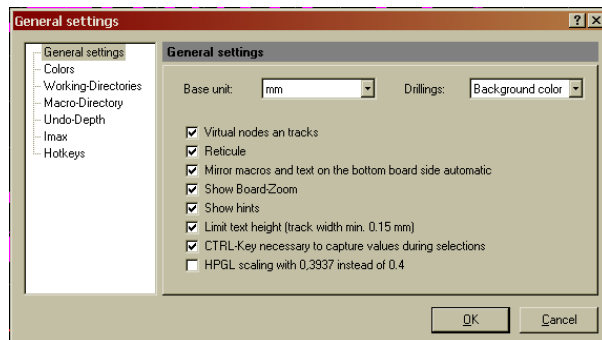 General settings
General settings
Colors
Working-Directories
Macro-Directory
Undo-Depth
Imax
Hotkeys
General settings
Base unit: mm Drillings: Background color
Virtual nodes an tracks
Reticule
Mirror macros and text on the bottom board side automatic
Show Board-Zoom
Show hints
Limit text height (track width min. 0.15 mm)
CTRL-Key necessary to capture values during selections
HPGL scaling with 0,3937 instead of 0.4
OK Cancel